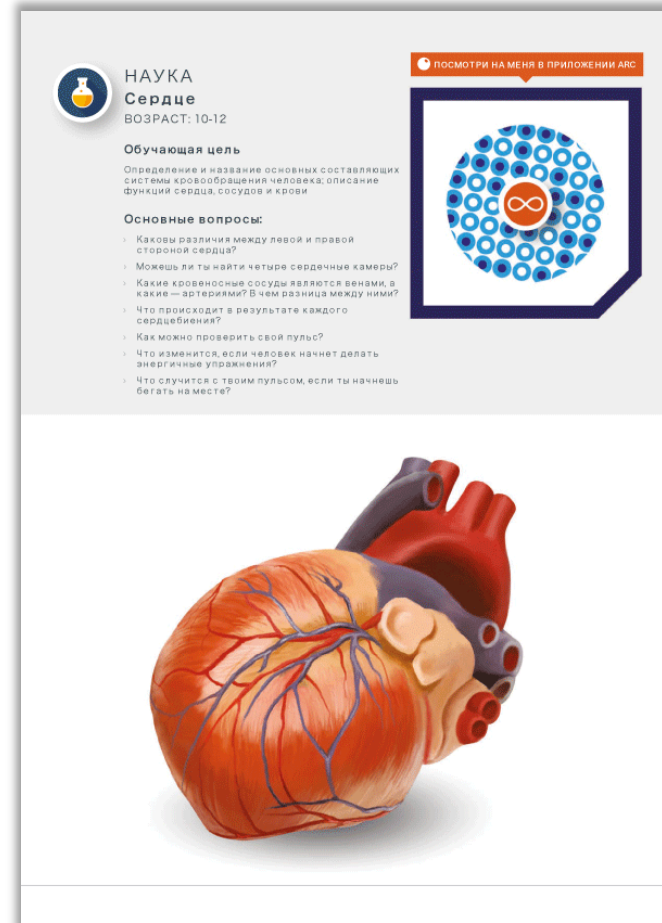 НАУКА
Сердце
ВОЗРАСТ: 10-12
ПОСМОТРИ НА МЕНЯ В ПРИЛОЖЕНИИ ARC
Обучающая цель
Определение и название основных составляющих
системы кровообращения человека; описание
функций сердца, сосудов и крови
Основные вопросы:
Каковы различия между левой и правой
стороной сердца?
Можешь ли ты найти четыре сердечные камеры?
Какие кровеносные сосуды являются венами, а
какие — артериями? В чем разница между ними?
Что происходит в результате каждого
сердцебиения?
Как можно проверить свой пульс?
Что изменится, если человек начнет делать
энергичные упражнения?
Что случится с твоим пульсом, если ты начнешь
бегать на месте?